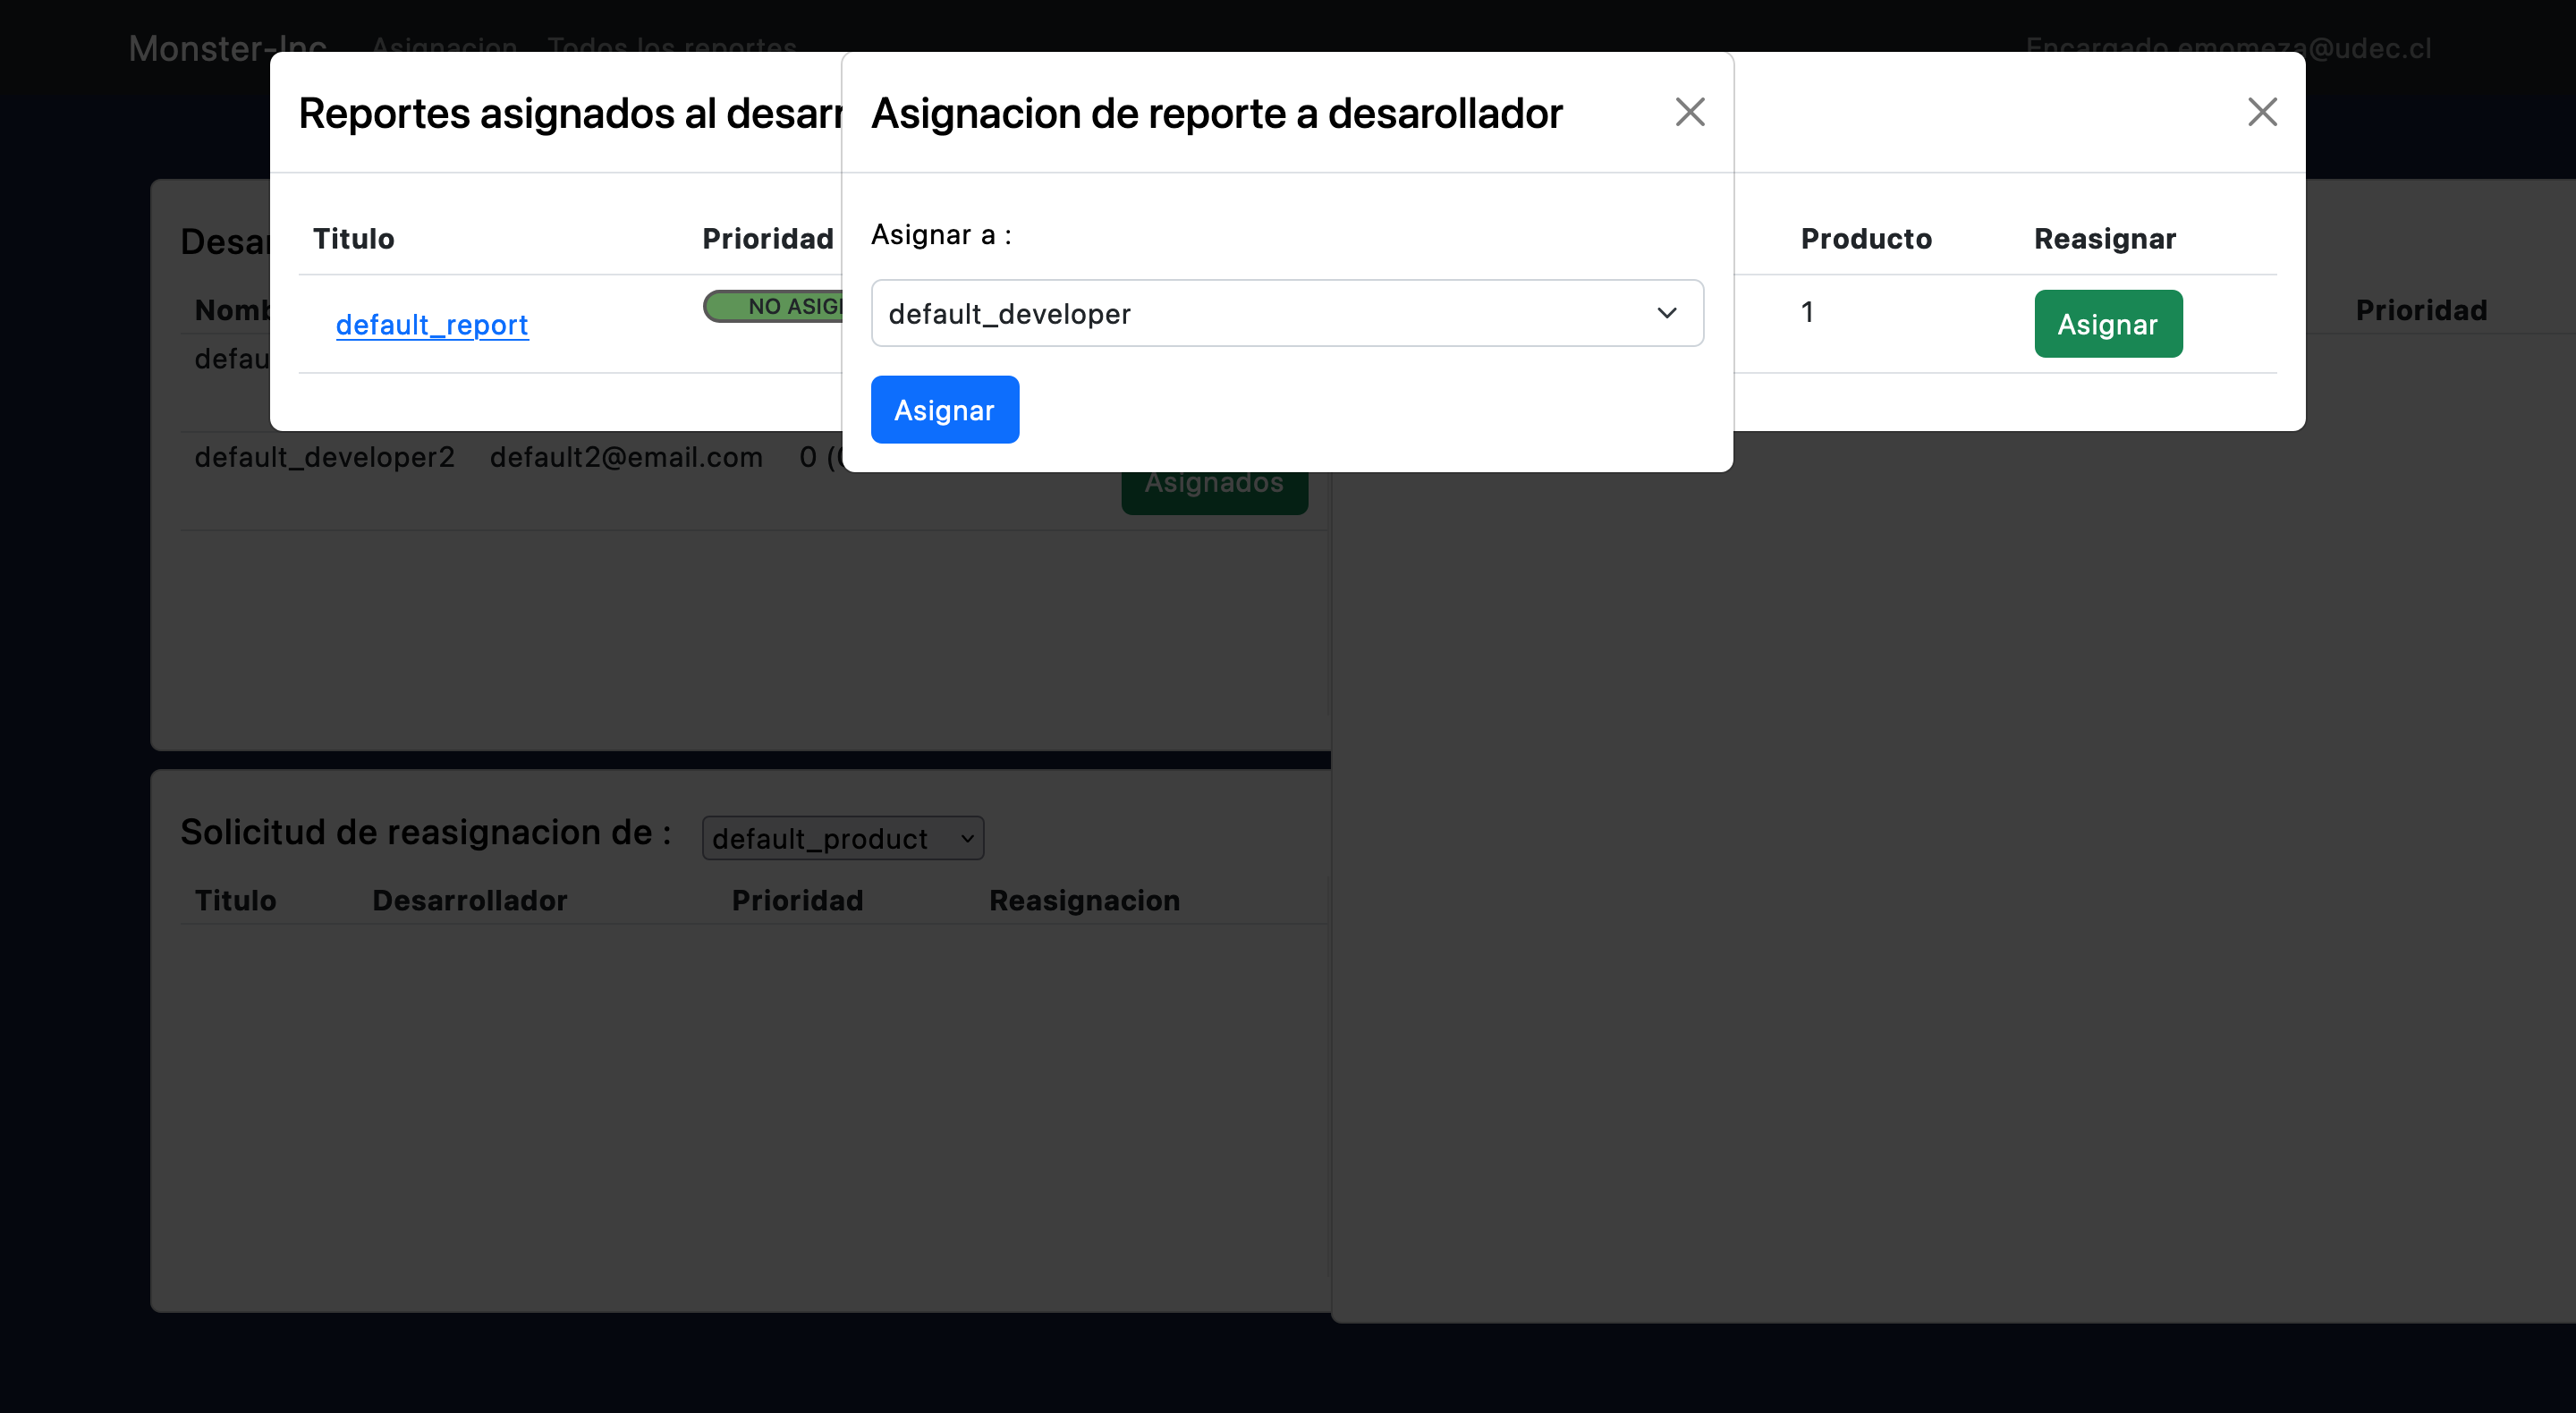 Monster-Inc Asignacion Todos los reportes Encargado emomeza@udec.cl
Reportes asignados al desarr
Asignacion de reporte a desarollador
Titulo Prioridad
Asignar a :
Producto Reasignar
default_report NO ASIG
default_developer
1 Asignar
Asignar
Desar
Nomb
Prioridad
defau
default_developer2 default2@email.com 0 (
Asignados
Solicitud de reasignacion de : default_product
Titulo Desarrollador Prioridad Reasignacion